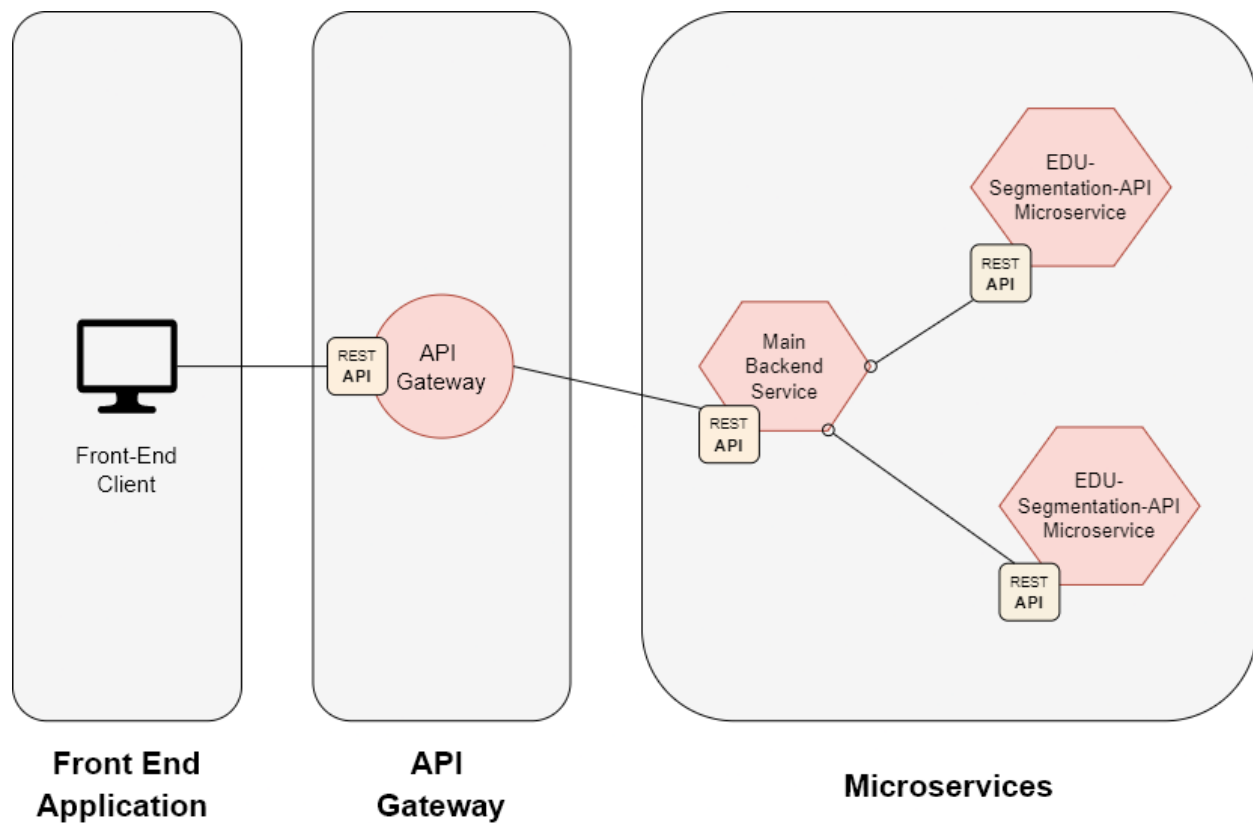 Front-End
Client
REST
API
API
Gateway
Main
Backend
Service
REST
API
EDU-
Segmentation-API
Microservice
REST
API
EDU-
Segmentation-API
Microservice
REST
API
Front End
Application
API
Gateway
Microservices